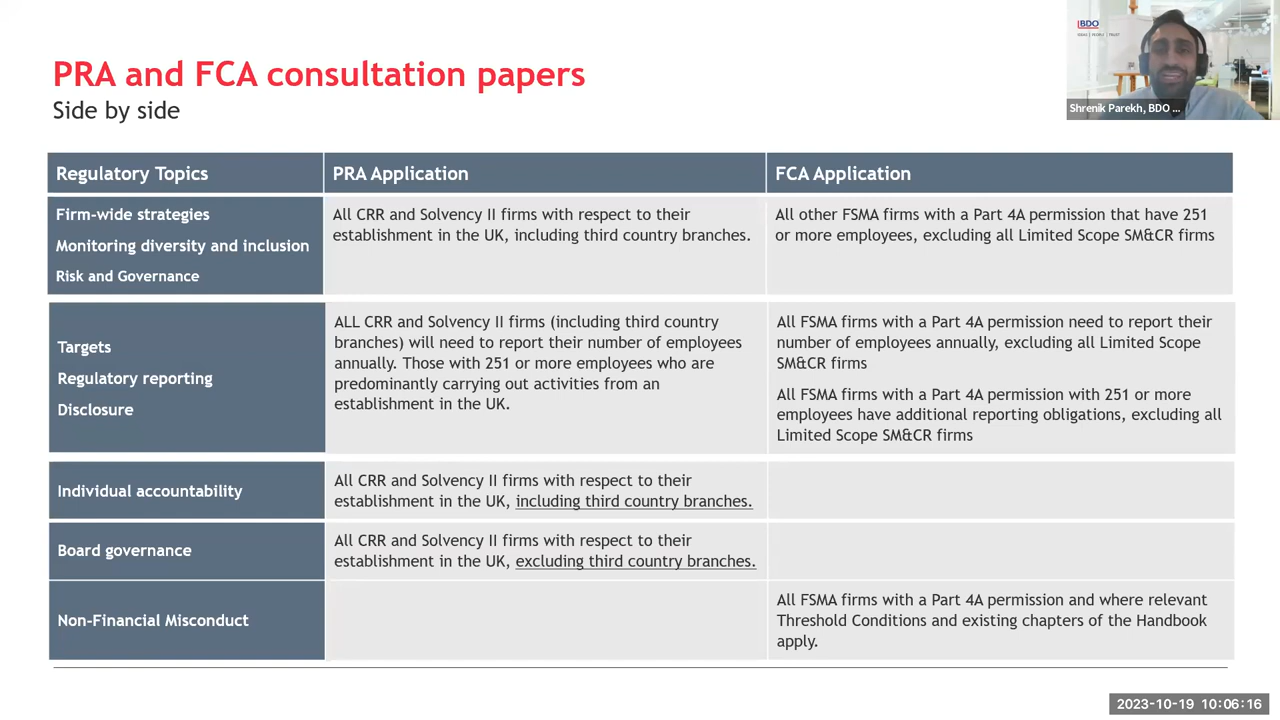 PRA and FCA consultation papers
Side by side
BDO
IDEAS | PEOPLE | TRUST
Shrenik Parekh, BDO ...
Regulatory Topics
PRA Application
FCA Application
Firm-wide strategies
Monitoring diversity and inclusion
Risk and Governance
All CRR and Solvency II firms with respect to their
establishment in the UK, including third country branches.
All other FSMA firms with a Part 4A permission that have 251
or more employees, excluding all Limited Scope SM&CR firms
Targets
Regulatory reporting
Disclosure
ALL CRR and Solvency II firms (including third country
branches) will need to report their number of employees
annually. Those with 251 or more employees who are
predominantly carrying out activities from an
establishment in the UK.
All FSMA firms with a Part 4A permission need to report their
number of employees annually, excluding all Limited Scope
SM&CR firms
All FSMA firms with a Part 4A permission with 251 or more
employees have additional reporting obligations, excluding all
Limited Scope SM&CR firms
Individual accountability
All CRR and Solvency II firms with respect to their
establishment in the UK, including third country branches.
Board governance
All CRR and Solvency II firms with respect to their
establishment in the UK, excluding third country branches.
Non-Financial Misconduct
All FSMA firms with a Part 4A permission and where relevant
Threshold Conditions and existing chapters of the Handbook
apply.
2023-10-19 10:06:16